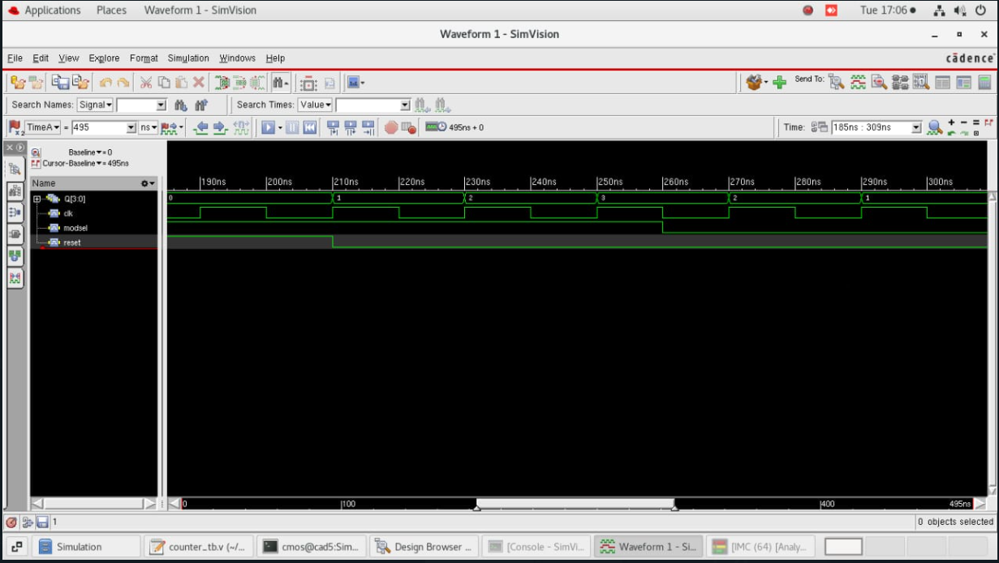 Applications Places Waveform 1 - SimVision Tue 17:06
Waveform 1 - SimVision
File Edit View Explore Format Simulation Windows Help cādence
Send To:
Search Names: Signal Search Times: Value
TimeA = 495 ns 495ns + 0 Time: 185ns : 309ns
Baseline = 0
Cursor-Baseline = 495ns
Name 190ns 200ns 210ns 220ns 230ns 240ns 250ns 260ns 270ns 280ns 290ns 300ns
Q[3:0] 0 1 2 3 2 1
clk
modsel
reset
0 100 400 495ns
1 0 objects selected
Simulation counter_tb.v (~/... cmos@cad5:Sim... Design Browser ... [Console - SimVi... Waveform 1 - Si... [IMC (64) [Analy...